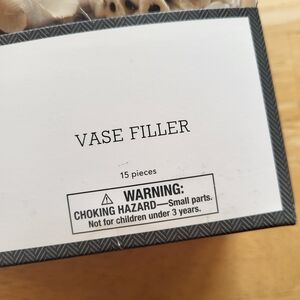 VASE FILLER
15 pieces
⚠ WARNING:
CHOKING HAZARD—Small parts.
Not for children under 3 years.